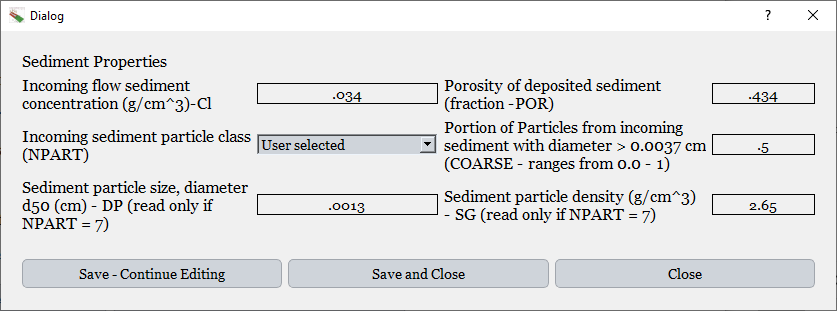 Dialog
?
Sediment Properties
Incoming flow sediment
concentration (g/cm^3)-Cl
.034
Porosity of deposited sediment
(fraction -POR)
.434
Incoming sediment particle class
(NPART)
User selected
Portion of Particles from incoming
sediment with diameter > 0.0037 cm
(COARSE - ranges from 0.0 - 1)
.5
Sediment particle size, diameter
d50 (cm) - DP (read only if
NPART = 7)
.0013
Sediment particle density (g/cm^3)
- SG (read only if NPART = 7)
2.65
Save - Continue Editing
Save and Close
Close